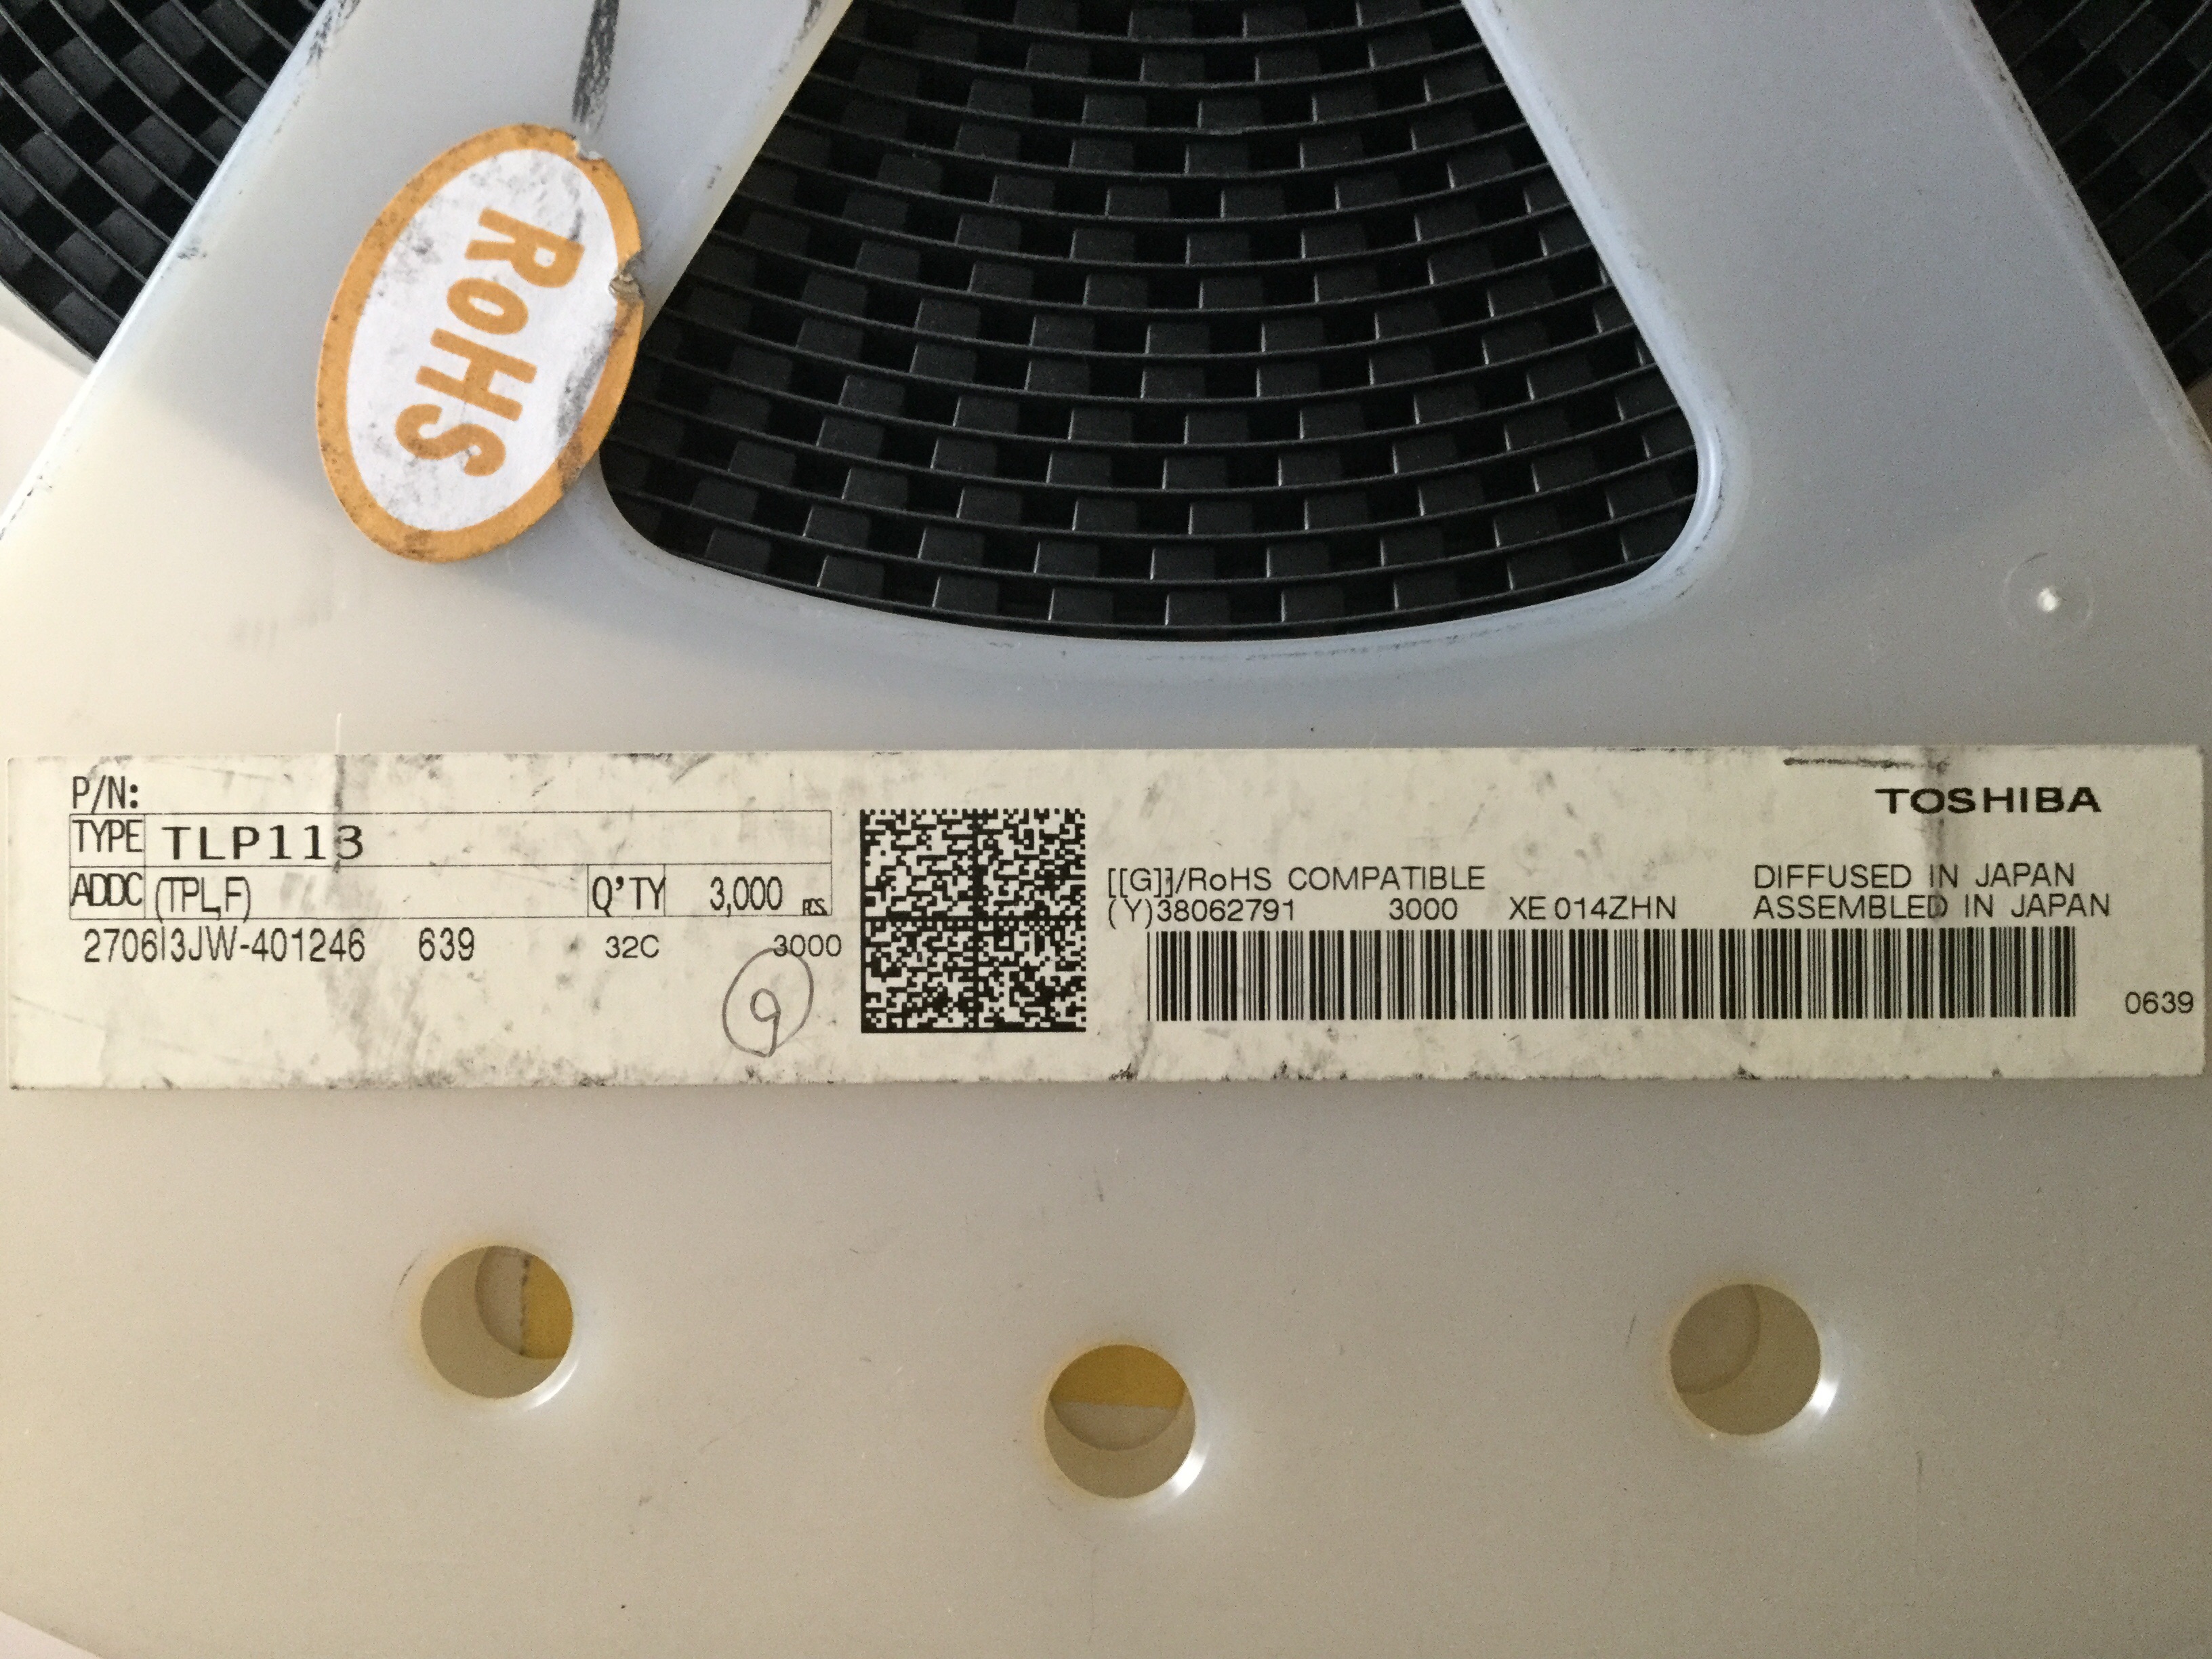 RoHS
P/N:
TYPE TLP113
ADDC (TPL,F) Q'TY 3,000 PCS.
2706I3JW-401246 639 32C 3000
9
TOSHIBA
[[G]]/RoHS COMPATIBLE DIFFUSED IN JAPAN
(Y)38062791 3000 XE 014ZHN ASSEMBLED IN JAPAN
0639